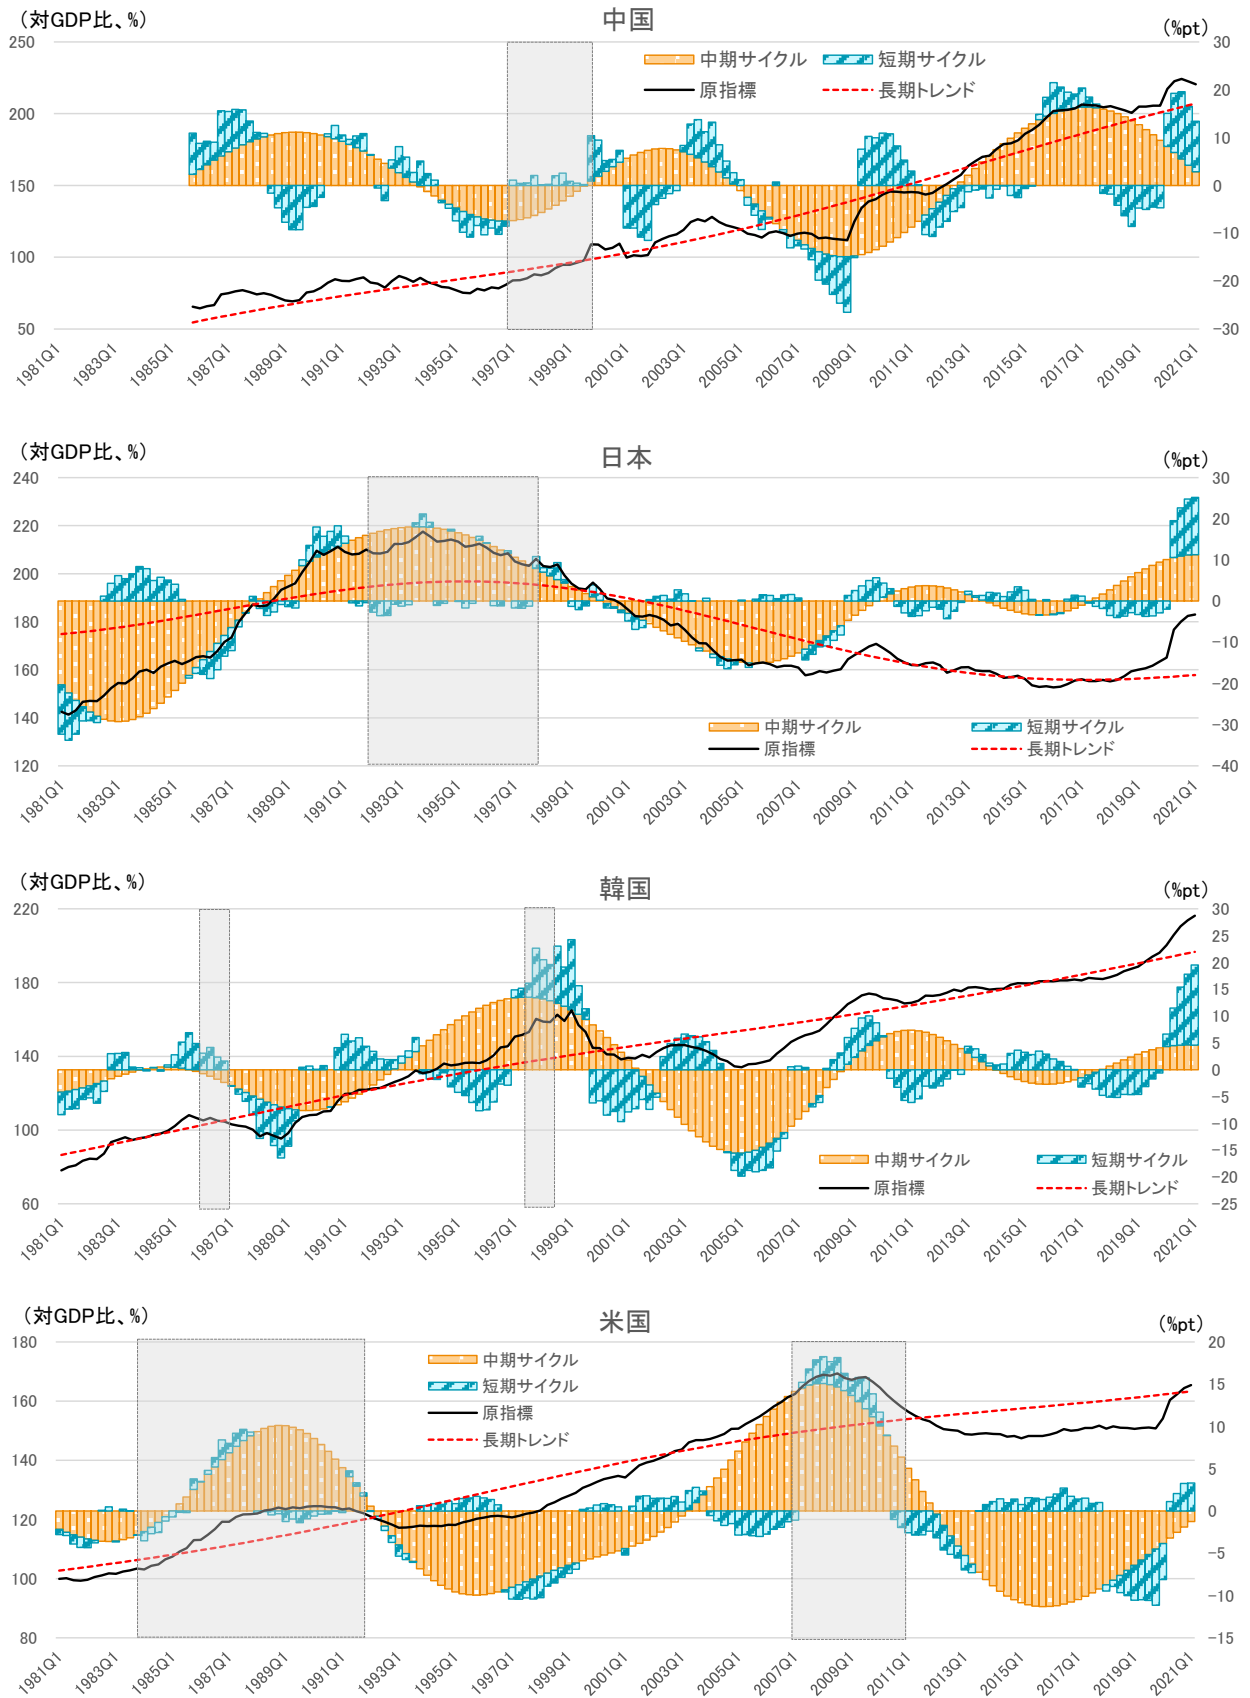 （対GDP比、%）
中国
（%pt）
中期サイクル
短期サイクル
原指標
長期トレンド
250
200
150
100
50
30
20
10
0
−10
−20
−30
1981Q1
1983Q1
1985Q1
1987Q1
1989Q1
1991Q1
1993Q1
1995Q1
1997Q1
1999Q1
2001Q1
2003Q1
2005Q1
2007Q1
2009Q1
2011Q1
2013Q1
2015Q1
2017Q1
2019Q1
2021Q1
（対GDP比、%）
日本
（%pt）
240
220
200
180
160
140
120
30
20
10
0
−10
−20
−30
−40
中期サイクル
短期サイクル
原指標
長期トレンド
1981Q1
1983Q1
1985Q1
1987Q1
1989Q1
1991Q1
1993Q1
1995Q1
1997Q1
1999Q1
2001Q1
2003Q1
2005Q1
2007Q1
2009Q1
2011Q1
2013Q1
2015Q1
2017Q1
2019Q1
2021Q1
（対GDP比、%）
韓国
（%pt）
220
180
140
100
60
30
25
20
15
10
5
0
−5
−10
−15
−20
−25
中期サイクル
短期サイクル
原指標
長期トレンド
1981Q1
1983Q1
1985Q1
1987Q1
1989Q1
1991Q1
1993Q1
1995Q1
1997Q1
1999Q1
2001Q1
2003Q1
2005Q1
2007Q1
2009Q1
2011Q1
2013Q1
2015Q1
2017Q1
2019Q1
2021Q1
（対GDP比、%）
米国
（%pt）
180
160
140
120
100
80
20
15
10
5
0
−5
−10
−15
中期サイクル
短期サイクル
原指標
長期トレンド
1981Q1
1983Q1
1985Q1
1987Q1
1989Q1
1991Q1
1993Q1
1995Q1
1997Q1
1999Q1
2001Q1
2003Q1
2005Q1
2007Q1
2009Q1
2011Q1
2013Q1
2015Q1
2017Q1
2019Q1
2021Q1